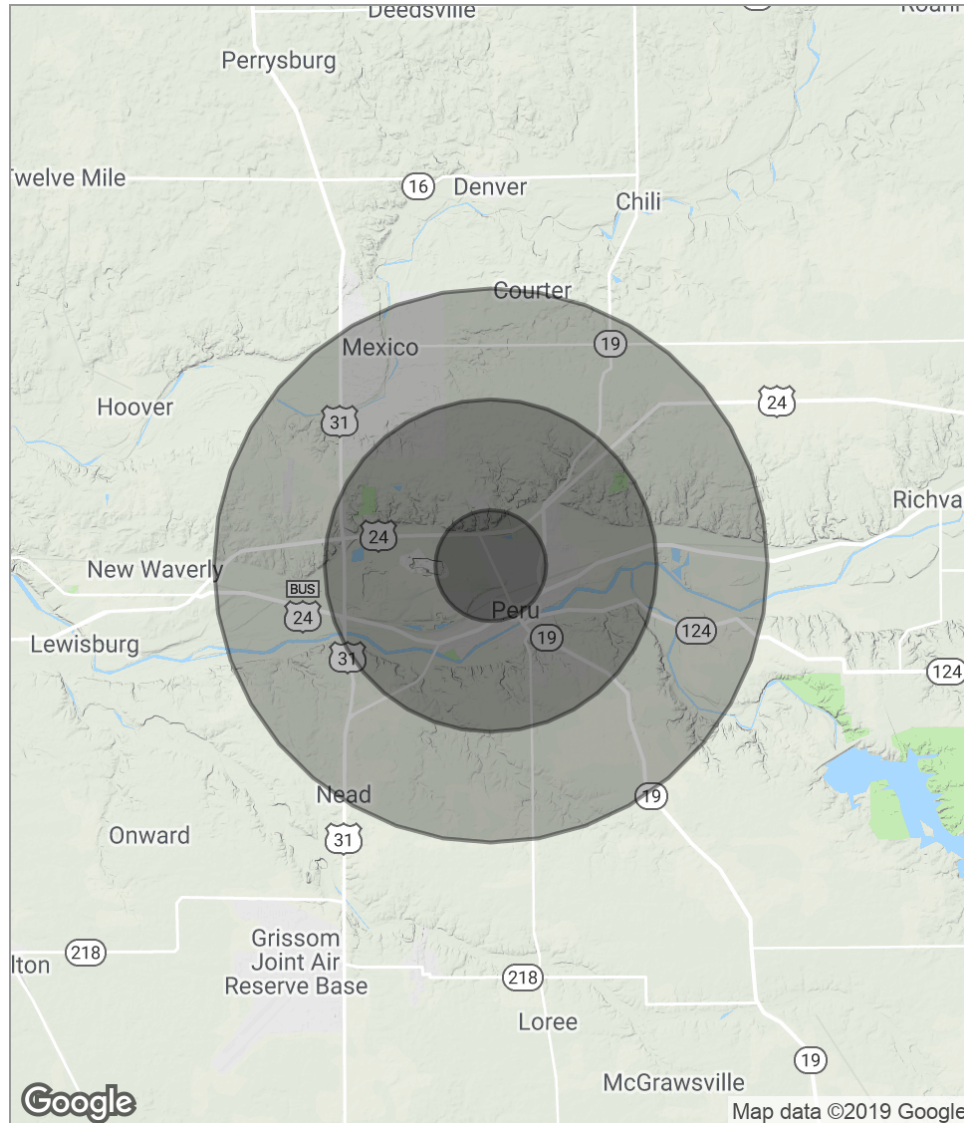 Deedsville
Perrysburg
Twelve Mile
16
Denver
Chili
Courter
19
Mexico
24
Hoover
31
Richva
24
New Waverly
BUS
24
Peru
19
124
Lewisburg
31
124
Nead
19
31
Onward
Grissom
Joint Air
Reserve Base
218
lton
218
Loree
19
McGrawsville
Google
Map data ©2019 Google